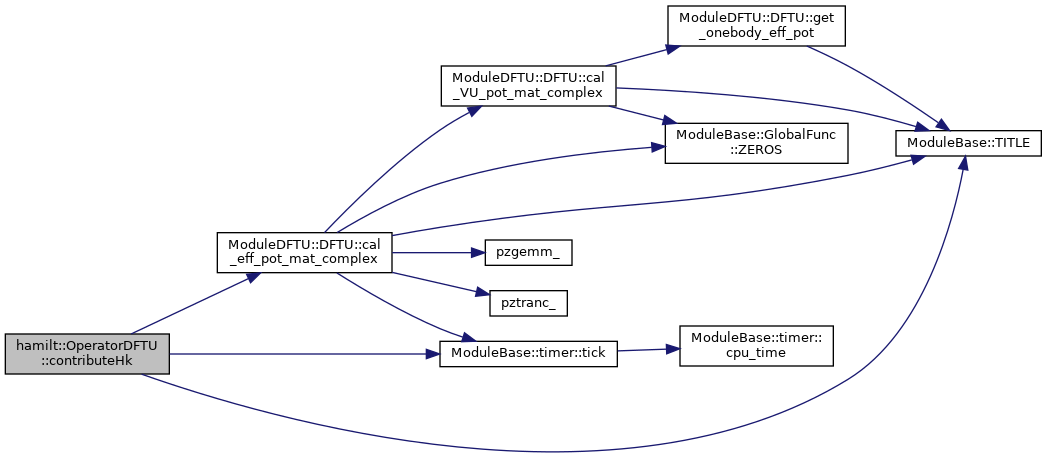 ModuleDFTU::DFTU::get
_onebody_eff_pot
ModuleDFTU::DFTU::cal
_VU_pot_mat_complex
ModuleBase::GlobalFunc
::ZEROS
ModuleBase::TITLE
ModuleDFTU::DFTU::cal
_eff_pot_mat_complex
pzgemm_
pztranc_
hamilt::OperatorDFTU
::contributeHk
ModuleBase::timer::tick
ModuleBase::timer::
cpu_time